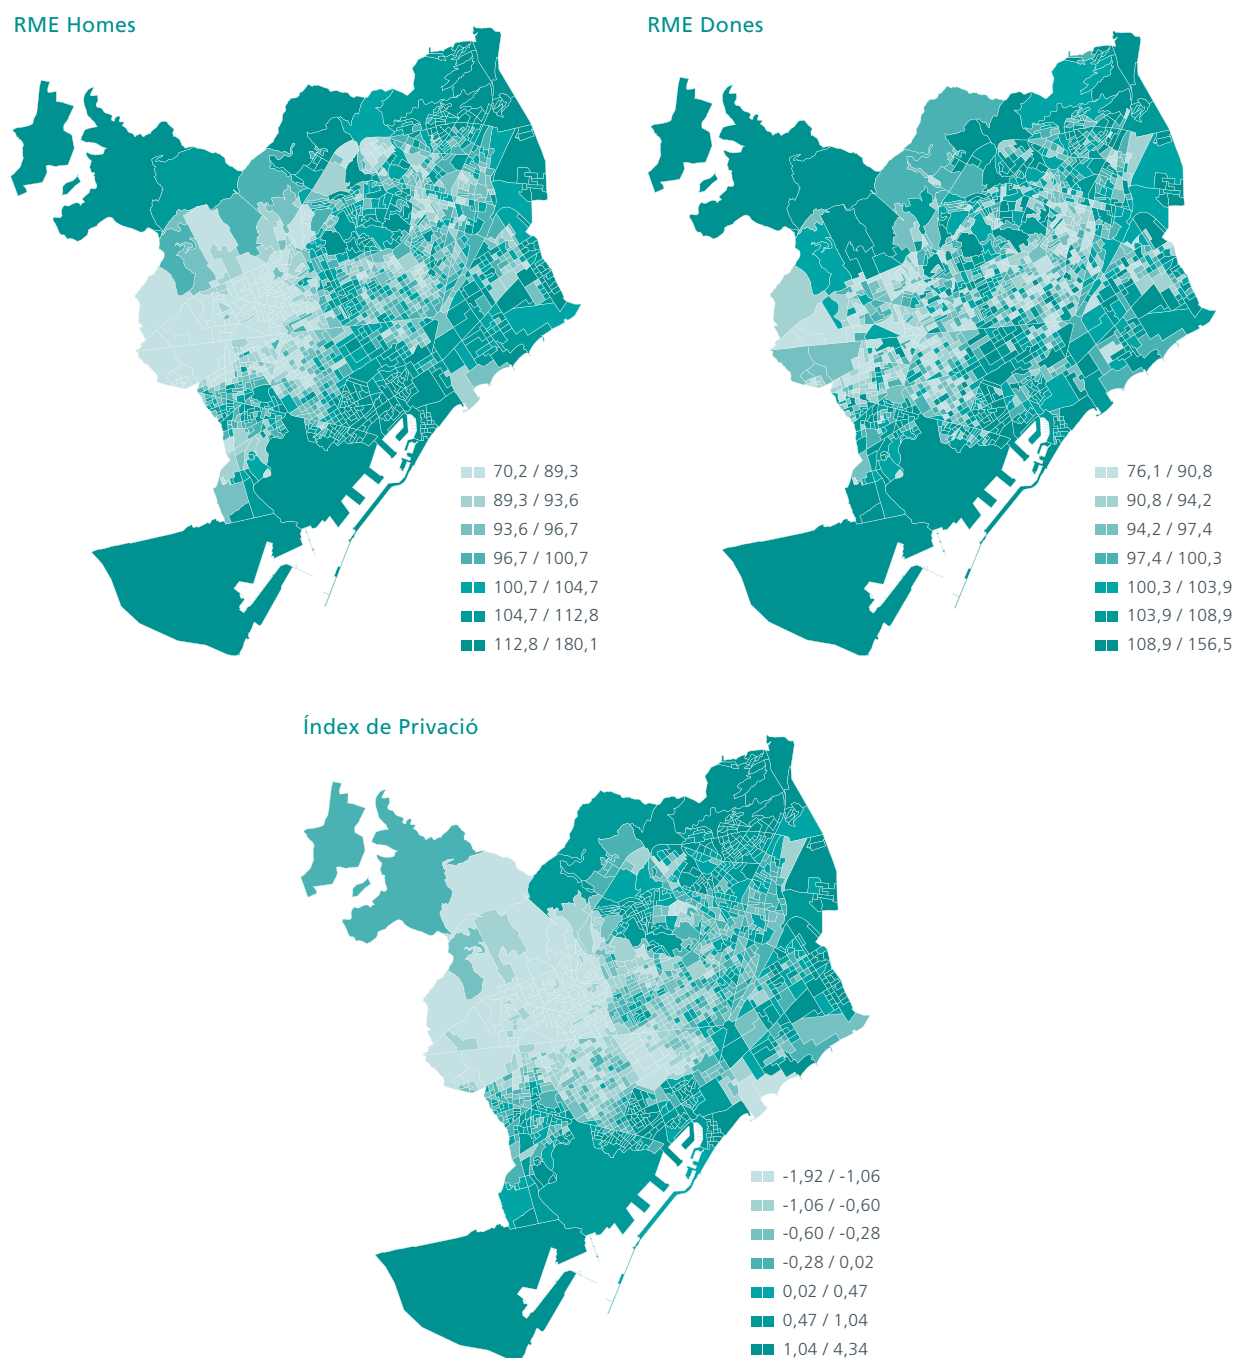 RME Homes
RME Dones
70,2 / 89,3
89,3 / 93,6
93,6 / 96,7
96,7 / 100,7
100,7 / 104,7
104,7 / 112,8
112,8 / 180,1
76,1 / 90,8
90,8 / 94,2
94,2 / 97,4
97,4 / 100,3
100,3 / 103,9
103,9 / 108,9
108,9 / 156,5
Índex de Privació
-1,92 / -1,06
-1,06 / -0,60
-0,60 / -0,28
-0,28 / 0,02
0,02 / 0,47
0,47 / 1,04
1,04 / 4,34